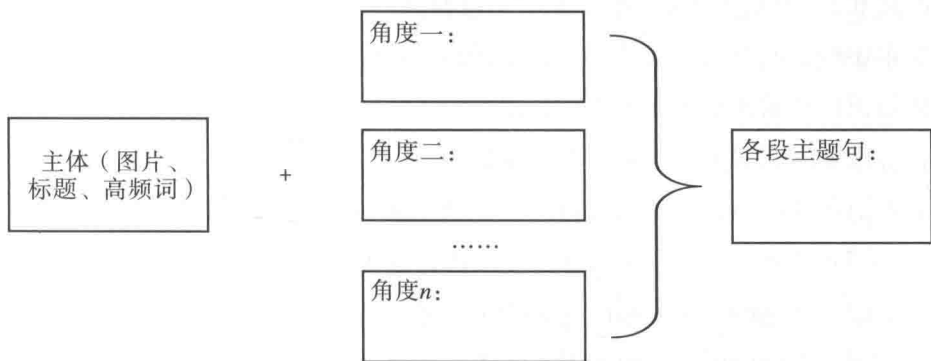 主体（图片、
标题、高频词）
+
角度一：
角度二：
……
角度n：
各段主题句：